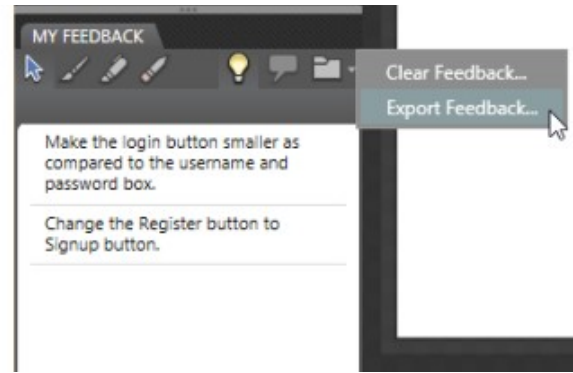 MY FEEDBACK
Clear Feedback...
Export Feedback...
Make the login button smaller as
compared to the username and
password box.
Change the Register button to
Signup button.